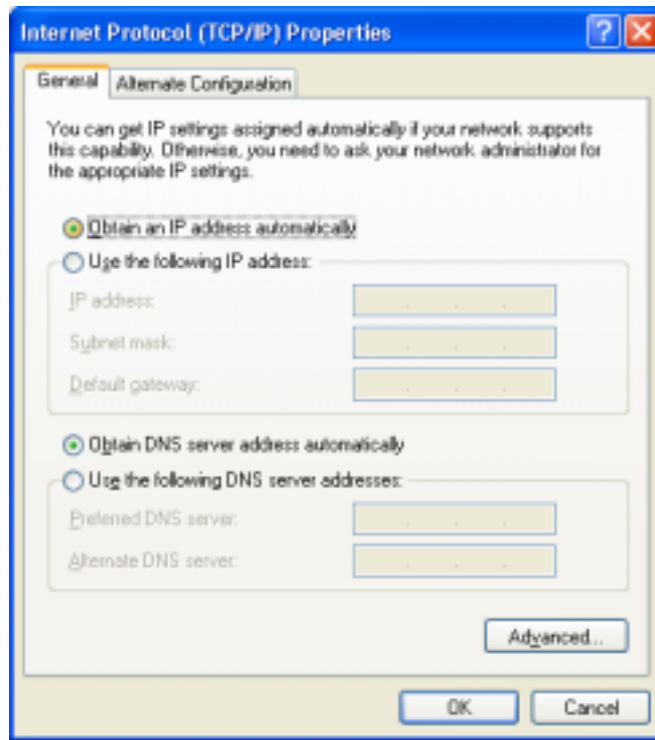 Internet Protocol (TCP/IP) Properties
General
Alternate Configuration
You can get IP settings assigned automatically if your network supports
this capability. Otherwise, you need to ask your network administrator for
the appropriate IP settings.
Obtain an IP address automatically
Use the following IP address:
IP address:
Subnet mask:
Default gateway:
Obtain DNS server address automatically
Use the following DNS server addresses:
Preferred DNS server:
Alternate DNS server:
Advanced...
OK
Cancel